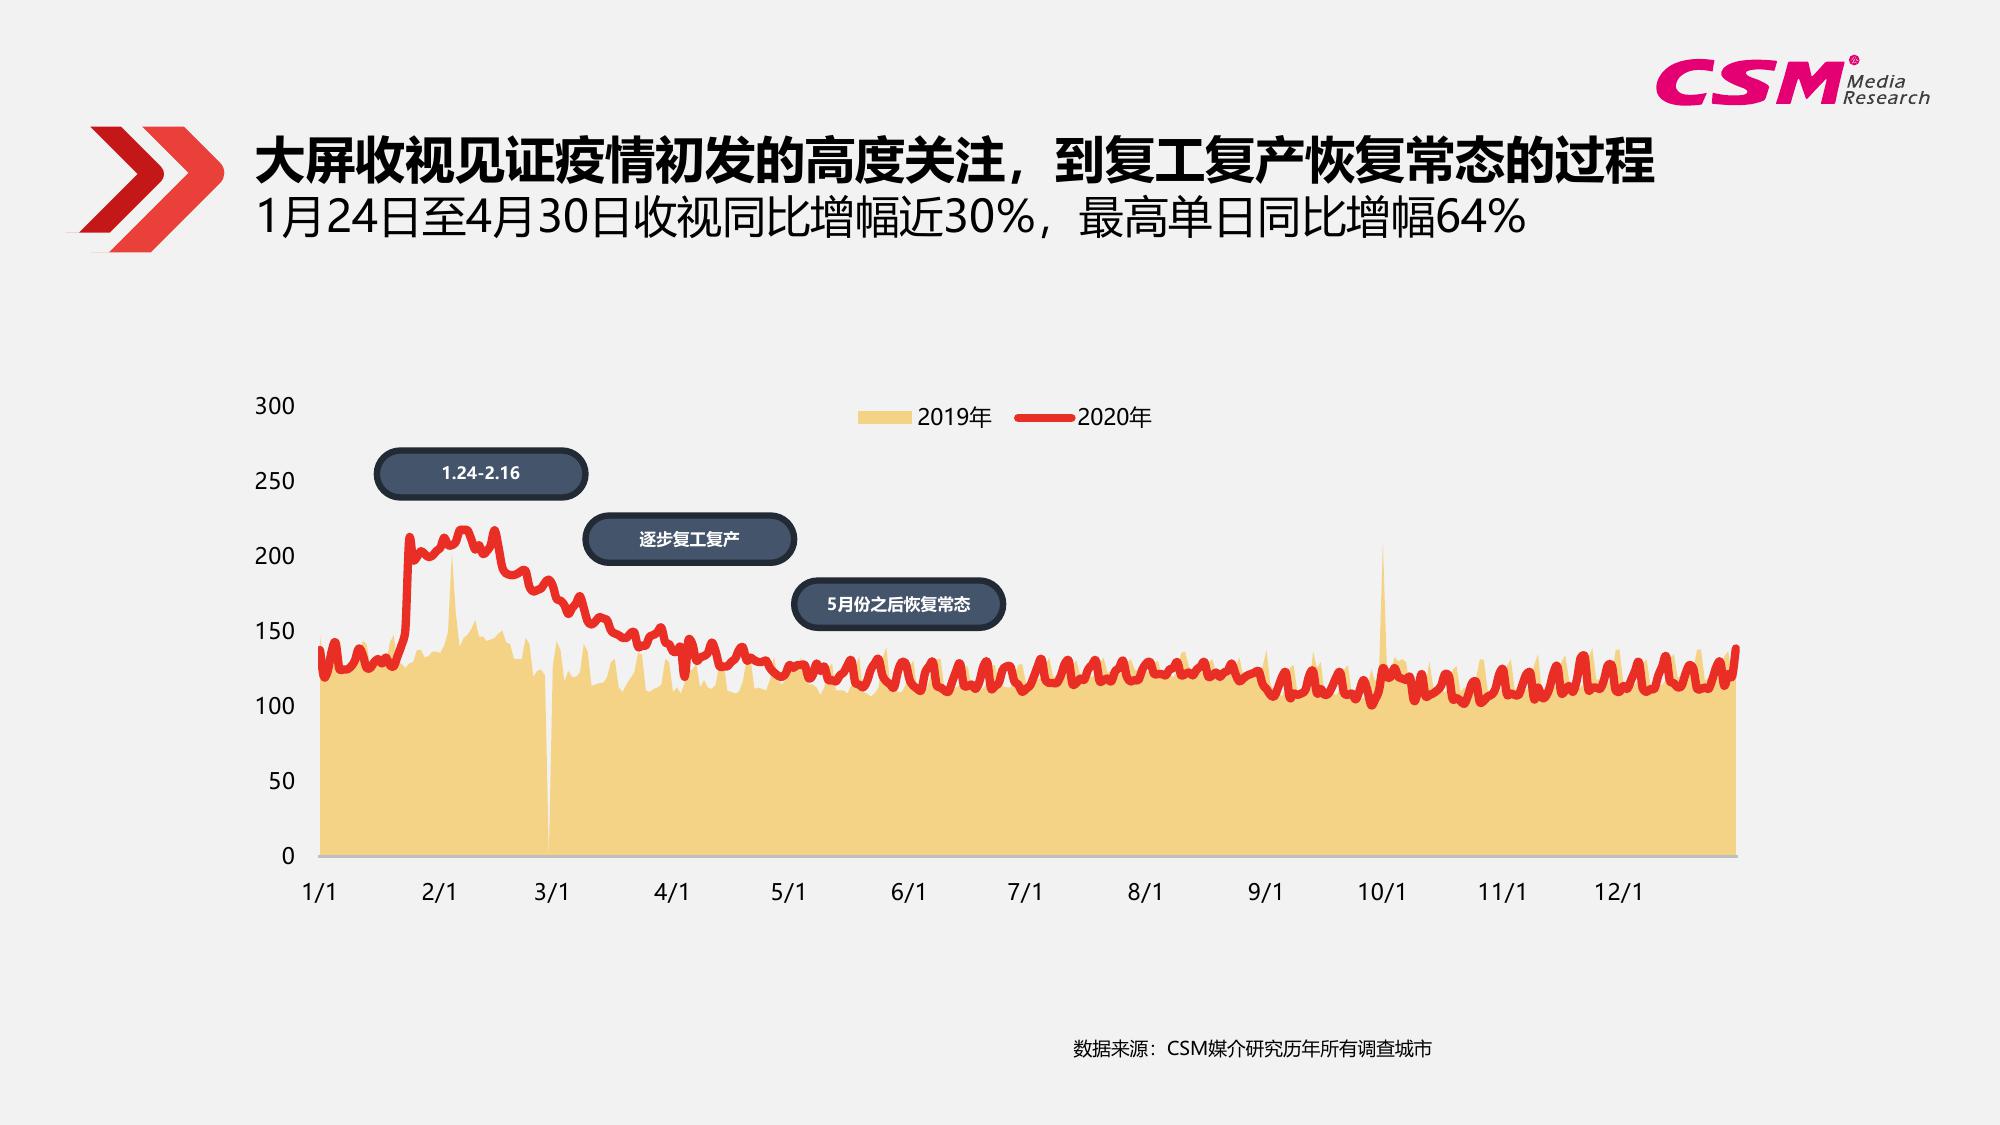 CSM Media Research
大屏收视见证疫情初发的高度关注，到复工复产恢复常态的过程
1月24日至4月30日收视同比增幅近30%，最高单日同比增幅64%
2019年 2020年
300
250
200
150
100
50
0
1.24-2.16
逐步复工复产
5月份之后恢复常态
1/1 2/1 3/1 4/1 5/1 6/1 7/1 8/1 9/1 10/1 11/1 12/1
数据来源：CSM媒介研究历年所有调查城市